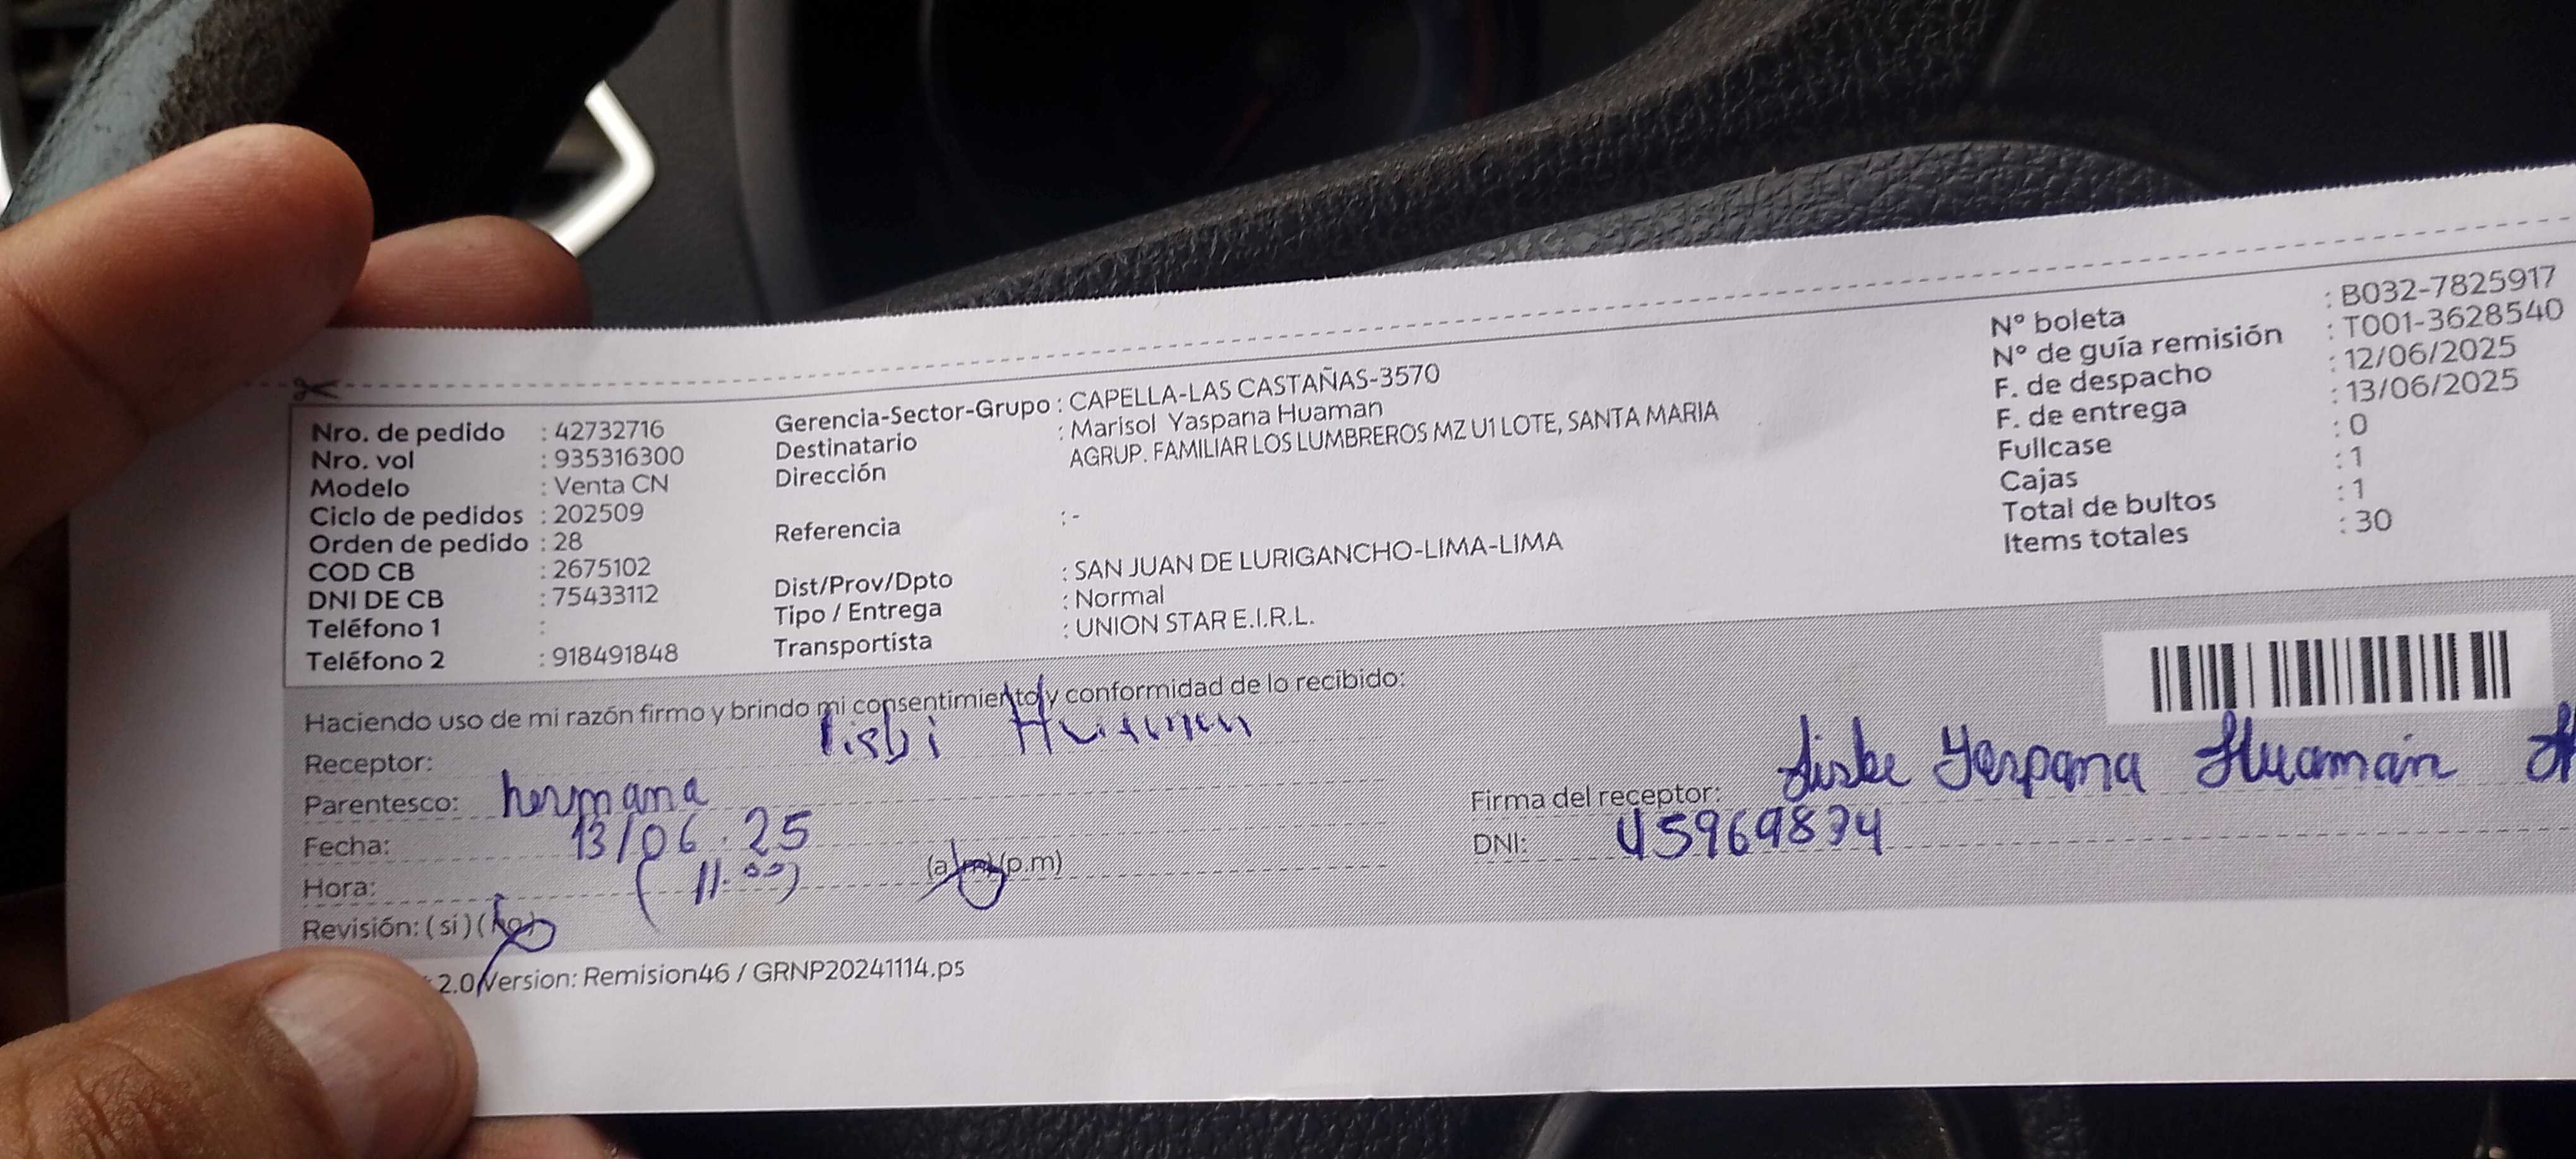 Nro. de pedido : 42732716
Nro. vol : 935316300
Modelo : Venta CN
Ciclo de pedidos : 202509
Orden de pedido : 28
COD CB : 2675102
DNI DE CB : 75433112
Teléfono 1 :
Teléfono 2 : 918491848
Gerencia-Sector-Grupo : CAPELLA-LAS CASTAÑAS-3570
Destinatario : Marisol Yaspana Huaman
Dirección AGRUP. FAMILIAR LOS LUMBREROS MZ U1 LOTE, SANTA MARIA
Referencia : -
Dist/Prov/Dpto : SAN JUAN DE LURIGANCHO-LIMA-LIMA
Tipo / Entrega : Normal
Transportista : UNION STAR E.I.R.L.
N° boleta : B032-7825917
N° de guía remisión : T001-3628540
F. de despacho : 12/06/2025
F. de entrega : 13/06/2025
Fullcase : 0
Cajas : 1
Total de bultos : 1
Items totales : 30
Haciendo uso de mi razón firmo y brindo mi consentimiento y conformidad de lo recibido:
Receptor:
Parentesco: hermana
Fecha: 13/06.25
Hora: (11:00) (a.m)(p.m)
Revisión: (si) (no)
Firma del receptor: Yaspana Huamán
DNI: 45969834
2.0 Version: Remision46 / GRNP20241114.ps